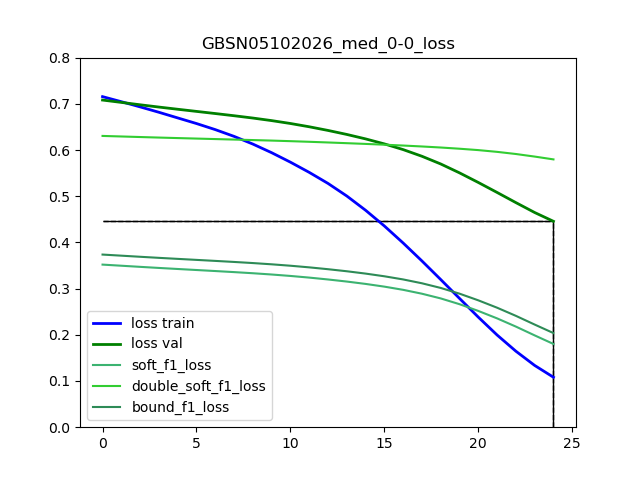 GBSN05102026_med_0-0_loss
0.8
0.7
0.6
0.5
0.4
0.3
0.2
0.1
0.0
loss train
loss val
soft_f1_loss
double_soft_f1_loss
bound_f1_loss
0 5 10 15 20 25